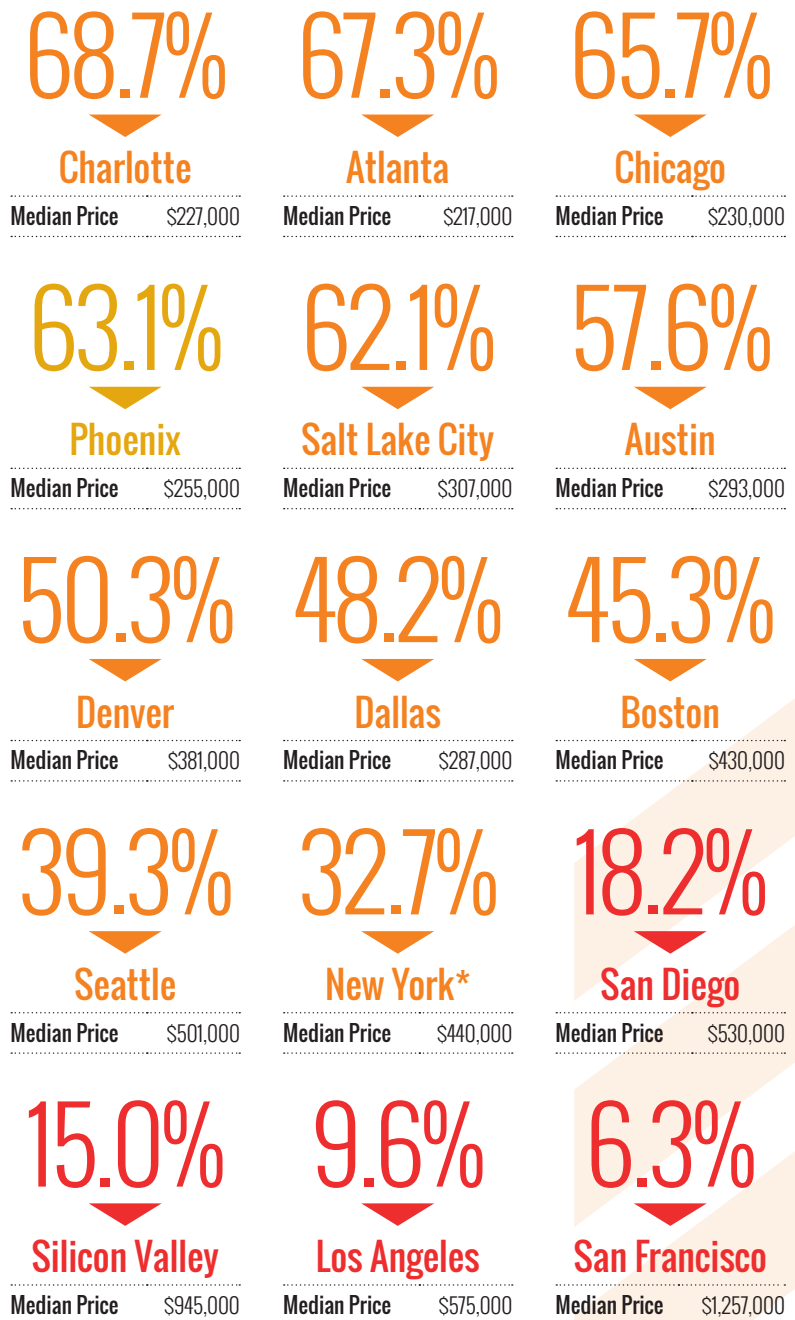 68.7% 67.3% 65.7%
Charlotte Atlanta Chicago
Median Price $227,000 Median Price $217,000 Median Price $230,000
63.1% 62.1% 57.6%
Phoenix Salt Lake City Austin
Median Price $255,000 Median Price $307,000 Median Price $293,000
50.3% 48.2% 45.3%
Denver Dallas Boston
Median Price $381,000 Median Price $287,000 Median Price $430,000
39.3% 32.7% 18.2%
Seattle New York* San Diego
Median Price $501,000 Median Price $440,000 Median Price $530,000
15.0% 9.6% 6.3%
Silicon Valley Los Angeles San Francisco
Median Price $945,000 Median Price $575,000 Median Price $1,257,000